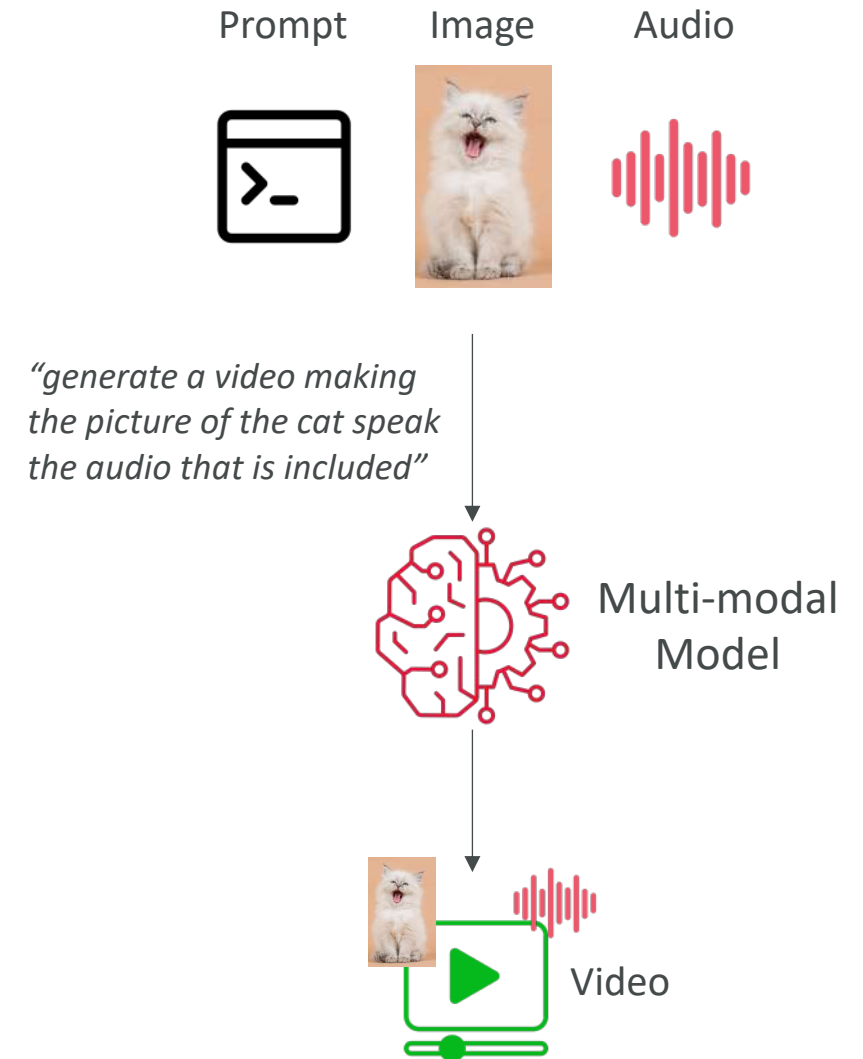 Prompt Image Audio
“generate a video making
the picture of the cat speak
the audio that is included”
Multi-modal
Model
Video